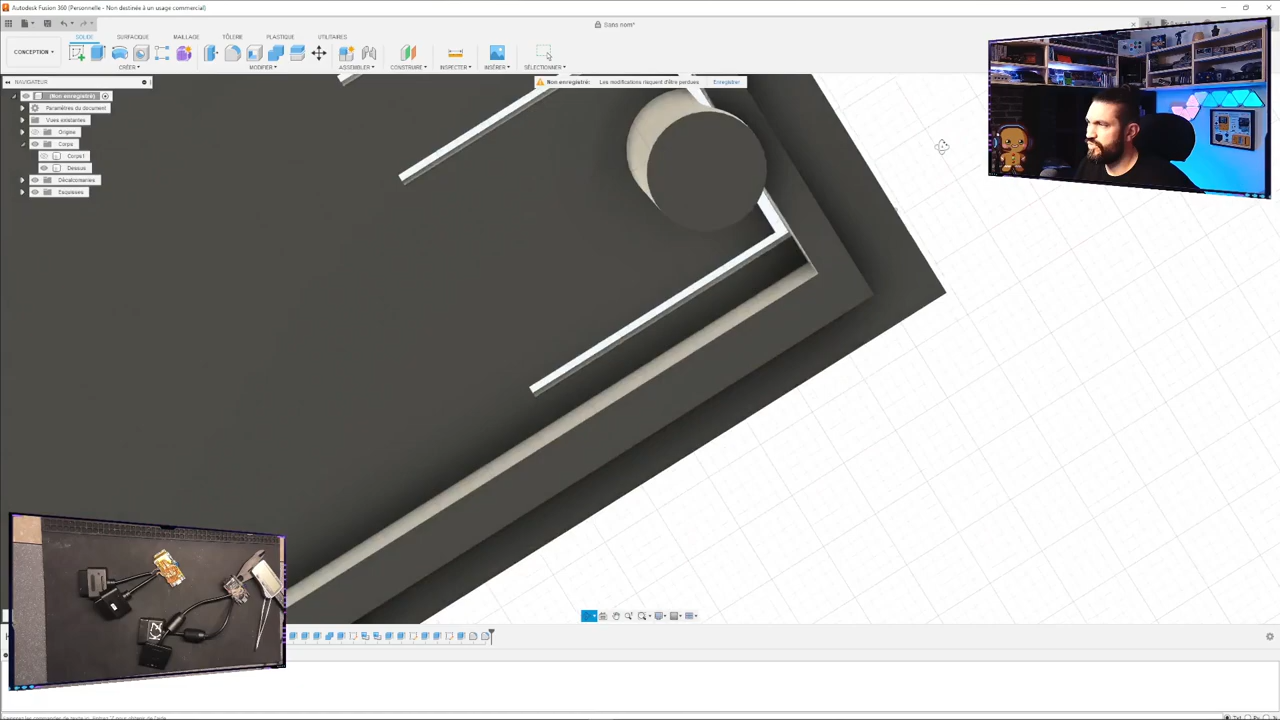 Autodesk Fusion 360 (Personnelle - Non destinée à un usage commercial)
Sans nom*
SOLIDE SURFACIQUE MAILLAGE TÔLERIE PLASTIQUE UTILITAIRES
CONCEPTION
CRÉER MODIFIER ASSEMBLER CONSTRUIRE INSPECTER INSÉRER SÉLECTIONNER
NAVIGATEUR
Non enregistré: Les modifications risquent d'être perdues Enregistrer
(Non enregistré)
Paramètres du document
Vues existantes
Origine
Corps
Corps1
Dessus
Décalcomanies
Esquisses